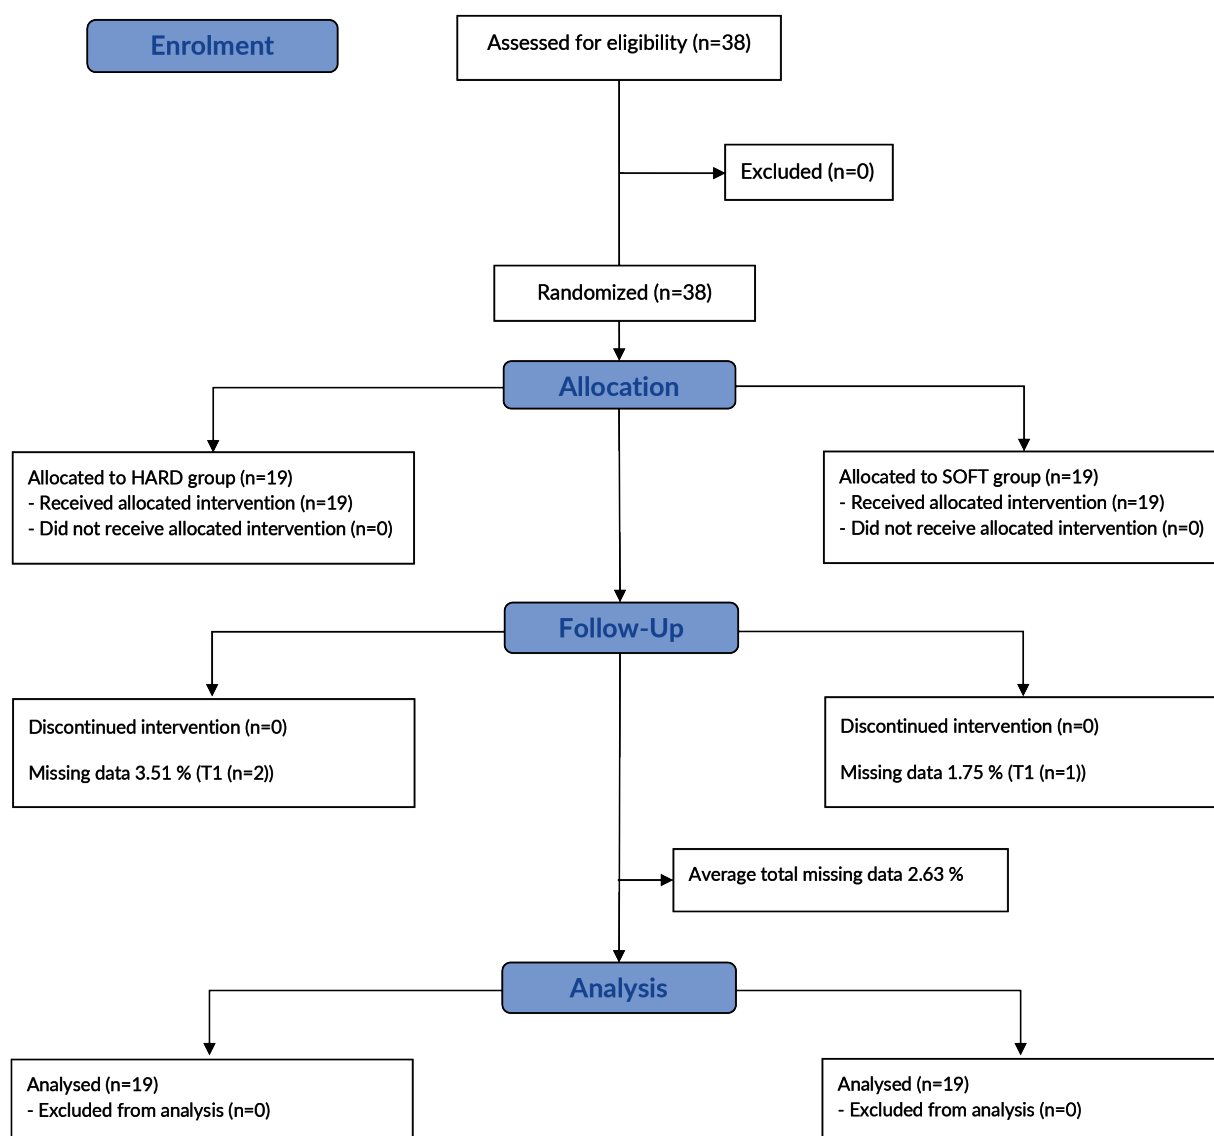 Enrolment
Assessed for eligibility (n=38)
Excluded (n=0)
Randomized (n=38)
Allocation
Allocated to HARD group (n=19)
- Received allocated intervention (n=19)
- Did not receive allocated intervention (n=0)
Allocated to SOFT group (n=19)
- Received allocated intervention (n=19)
- Did not receive allocated intervention (n=0)
Follow-Up
Discontinued intervention (n=0)
Missing data 3.51 % (T1 (n=2))
Discontinued intervention (n=0)
Missing data 1.75 % (T1 (n=1))
Average total missing data 2.63 %
Analysis
Analysed (n=19)
- Excluded from analysis (n=0)
Analysed (n=19)
- Excluded from analysis (n=0)